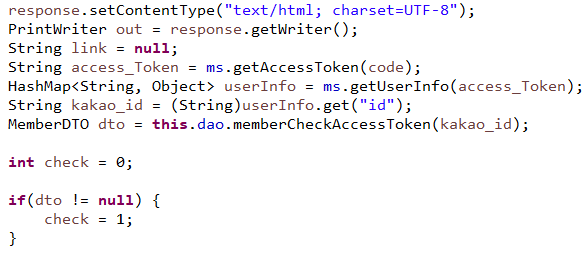 response.setContentType("text/html; charset=UTF-8");
PrintWriter out = response.getWriter();
String link = null;
String access_Token = ms.getAccessToken(code);
HashMap<String, Object> userInfo = ms.getUserInfo(access_Token);
String kakao_id = (String)userInfo.get("id");
MemberDTO dto = this.dao.memberCheckAccessToken(kakao_id);

int check = 0;

if(dto != null) {
    check = 1;
}